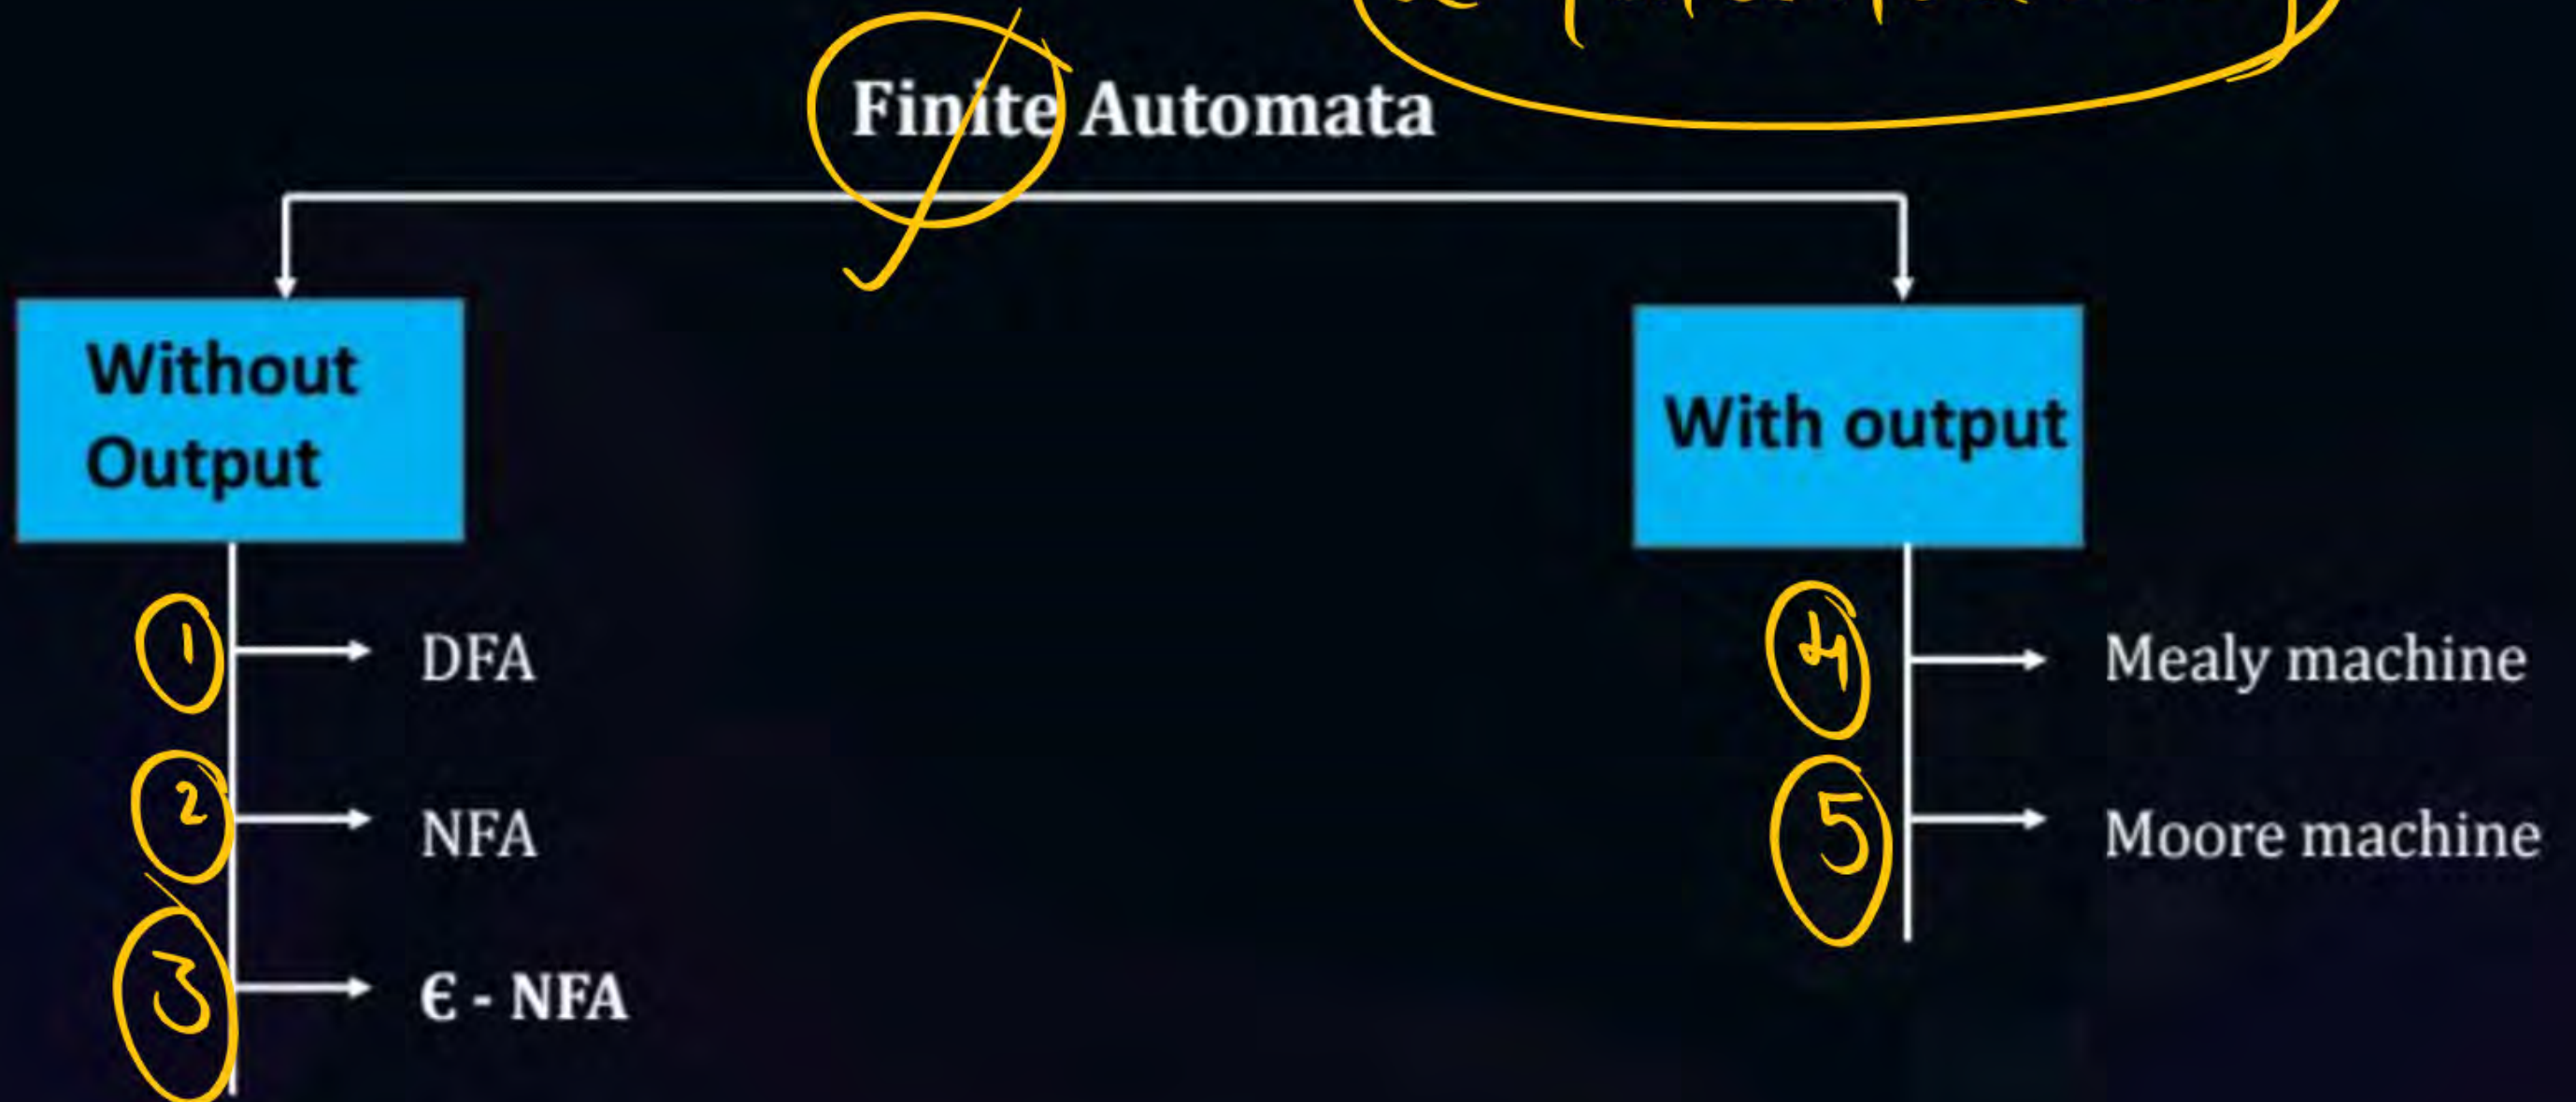 Finite Automata
Without
Output
1 DFA
2 NFA
3 Є - NFA
With output
4 Mealy machine
5 Moore machine